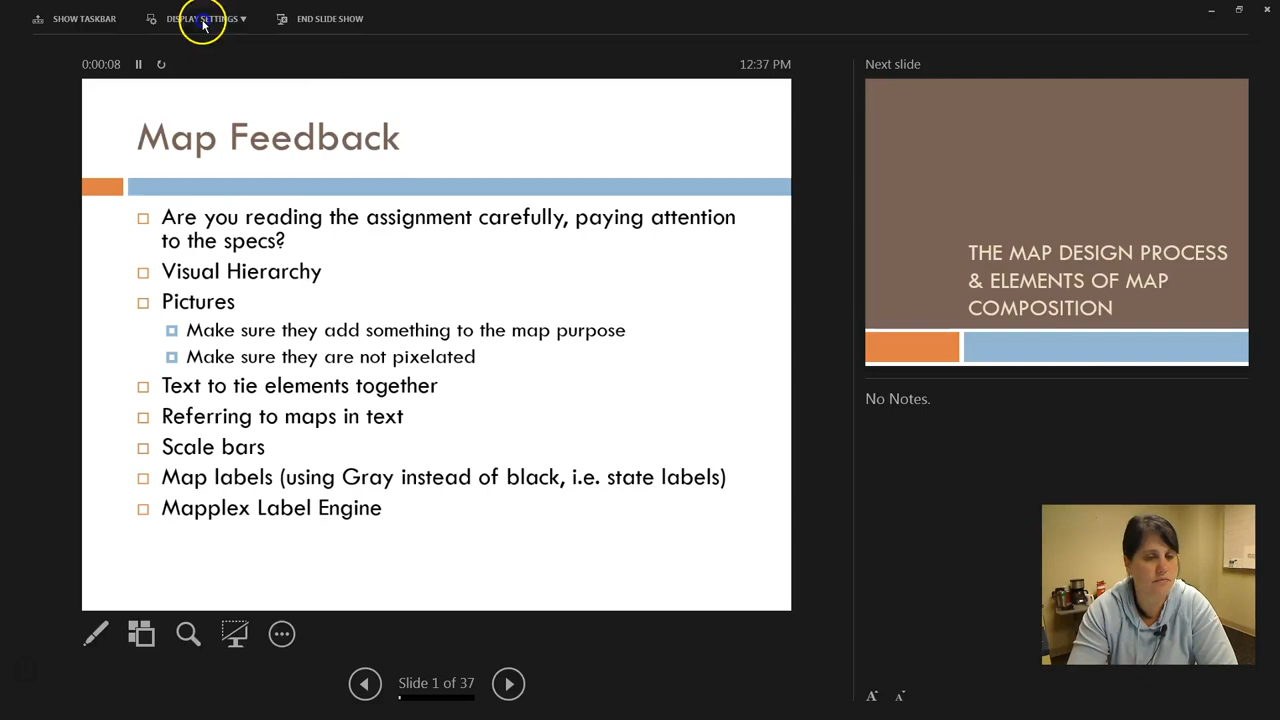 SHOW TASKBAR
DISPLAY SETTINGS ▼
END SLIDE SHOW
0:00:08
12:37 PM
Map Feedback
Are you reading the assignment carefully, paying attention
to the specs?
Visual Hierarchy
Pictures
Make sure they add something to the map purpose
Make sure they are not pixelated
Text to tie elements together
Referring to maps in text
Scale bars
Map labels (using Gray instead of black, i.e. state labels)
Mapplex Label Engine
Slide 1 of 37
Next slide
THE MAP DESIGN PROCESS
& ELEMENTS OF MAP
COMPOSITION
No Notes.
A A